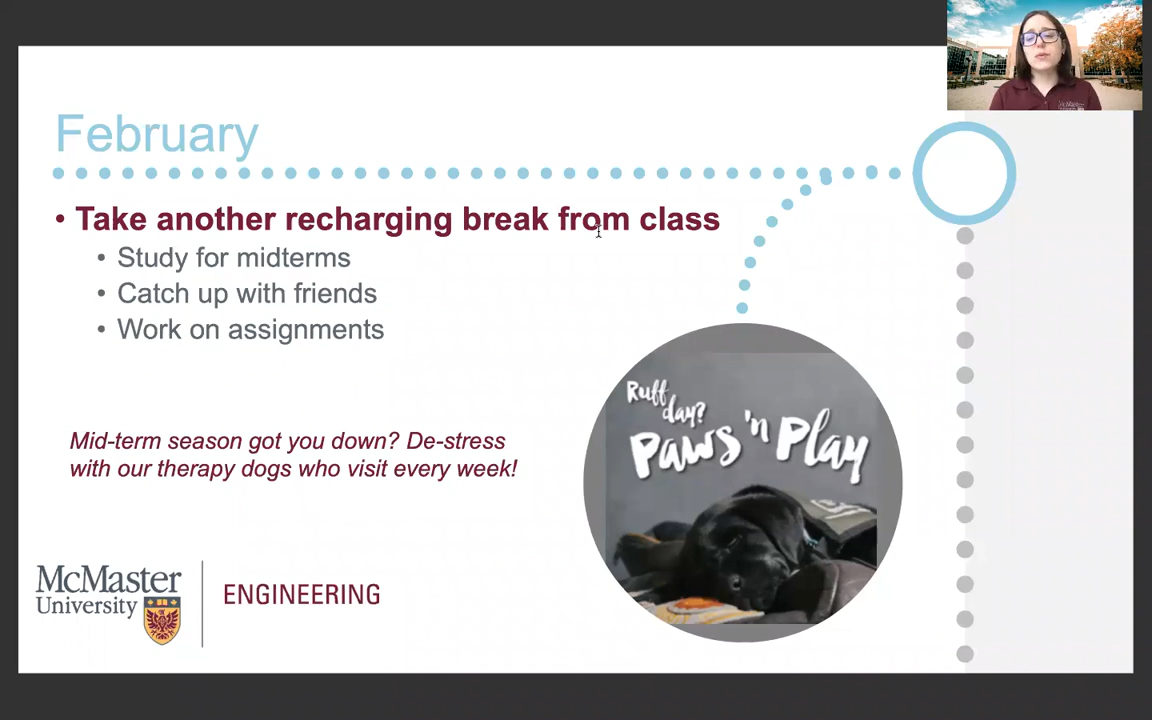 February
• Take another recharging break from class
• Study for midterms
• Catch up with friends
• Work on assignments
Mid-term season got you down? De-stress
with our therapy dogs who visit every week!
Ruff
day?
Paws 'n Play
McMaster
University
ENGINEERING